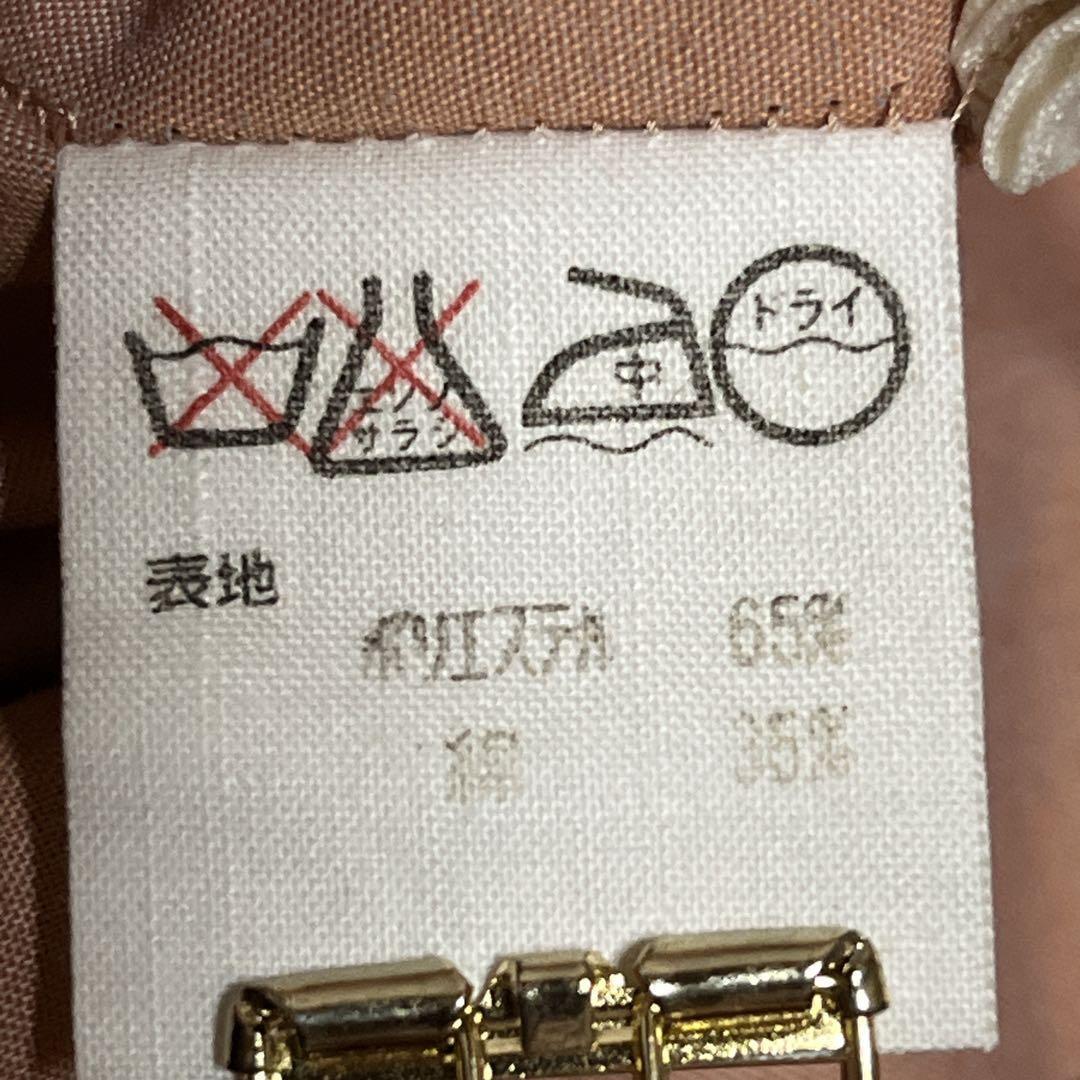 エンソ
サラシ
中
ドライ
表地
ポリエステル 65%
綿 35%